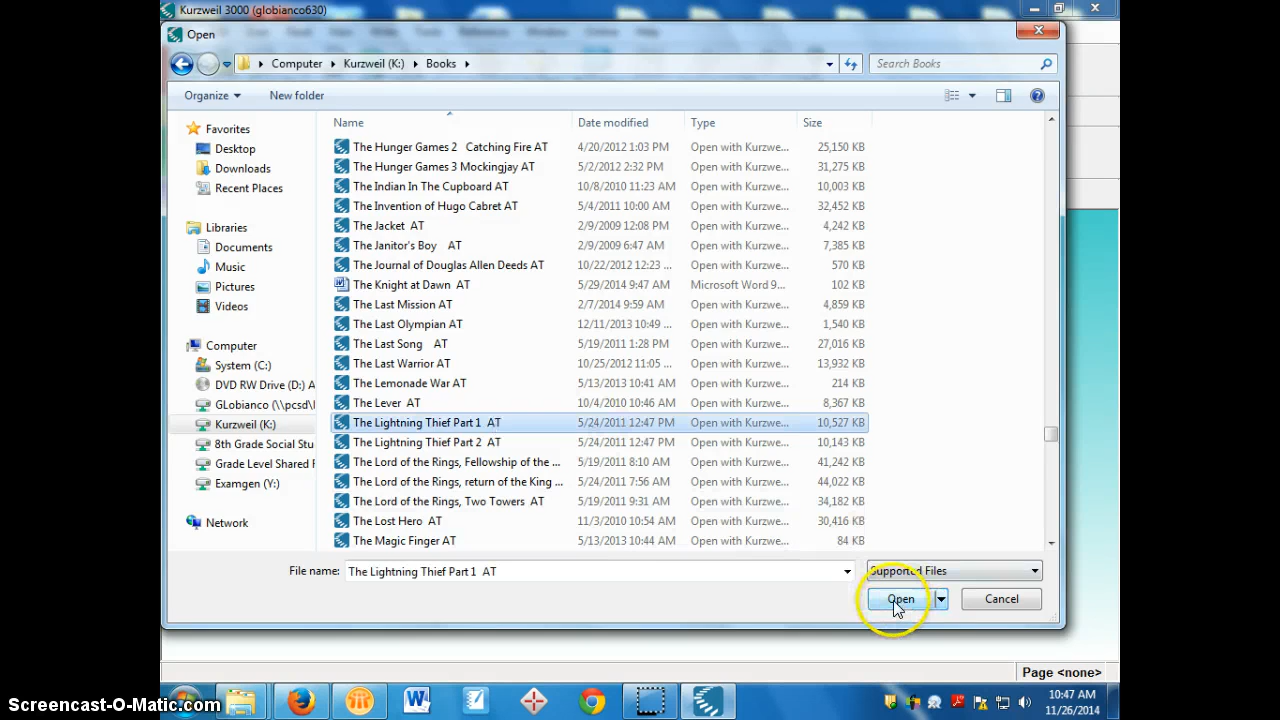 Kurzweil 3000 (globianco630)
Open
Computer Kurzweil (K:) Books
Search Books
Organize New folder
Name Date modified Type Size
Favorites
Desktop
Downloads
Recent Places
Libraries
Documents
Music
Pictures
Videos
Computer
System (C:)
DVD RW Drive (D:) A
GLobianco (\\pcsd\
Kurzweil (K:)
8th Grade Social Stu
Grade Level Shared F
Examgen (Y:)
Network
The Hunger Games 2 Catching Fire AT 4/20/2012 1:03 PM Open with Kurzwe... 25,150 KB
The Hunger Games 3 Mockingjay AT 5/2/2012 2:32 PM Open with Kurzwe... 31,275 KB
The Indian In The Cupboard AT 10/8/2010 11:23 AM Open with Kurzwe... 10,003 KB
The Invention of Hugo Cabret AT 5/4/2011 10:00 AM Open with Kurzwe... 32,452 KB
The Jacket AT 2/9/2009 12:08 PM Open with Kurzwe... 4,242 KB
The Janitor's Boy AT 2/9/2009 6:47 AM Open with Kurzwe... 7,385 KB
The Journal of Douglas Allen Deeds AT 10/22/2012 12:23 ... Open with Kurzwe... 570 KB
The Knight at Dawn AT 5/29/2014 9:47 AM Microsoft Word 9... 102 KB
The Last Mission AT 2/7/2014 9:59 AM Open with Kurzwe... 4,859 KB
The Last Olympian AT 12/11/2013 10:49 ... Open with Kurzwe... 1,540 KB
The Last Song AT 5/19/2011 1:28 PM Open with Kurzwe... 27,016 KB
The Last Warrior AT 10/25/2012 11:05 ... Open with Kurzwe... 13,932 KB
The Lemonade War AT 5/13/2013 10:41 AM Open with Kurzwe... 214 KB
The Lever AT 10/4/2010 10:46 AM Open with Kurzwe... 8,367 KB
The Lightning Thief Part 1 AT 5/24/2011 12:47 PM Open with Kurzwe... 10,527 KB
The Lightning Thief Part 2 AT 5/24/2011 12:47 PM Open with Kurzwe... 10,143 KB
The Lord of the Rings, Fellowship of the ... 5/19/2011 8:10 AM Open with Kurzwe... 41,242 KB
The Lord of the Rings, return of the King ... 5/24/2011 7:56 AM Open with Kurzwe... 44,022 KB
The Lord of the Rings, Two Towers AT 5/19/2011 9:31 AM Open with Kurzwe... 34,182 KB
The Lost Hero AT 11/3/2010 10:54 AM Open with Kurzwe... 30,416 KB
The Magic Finger AT 5/13/2013 10:44 AM Open with Kurzwe... 84 KB
File name: The Lightning Thief Part 1 AT Supported Files
Open Cancel
Page <none>
Screencast-O-Matic.com
10:47 AM
11/26/2014